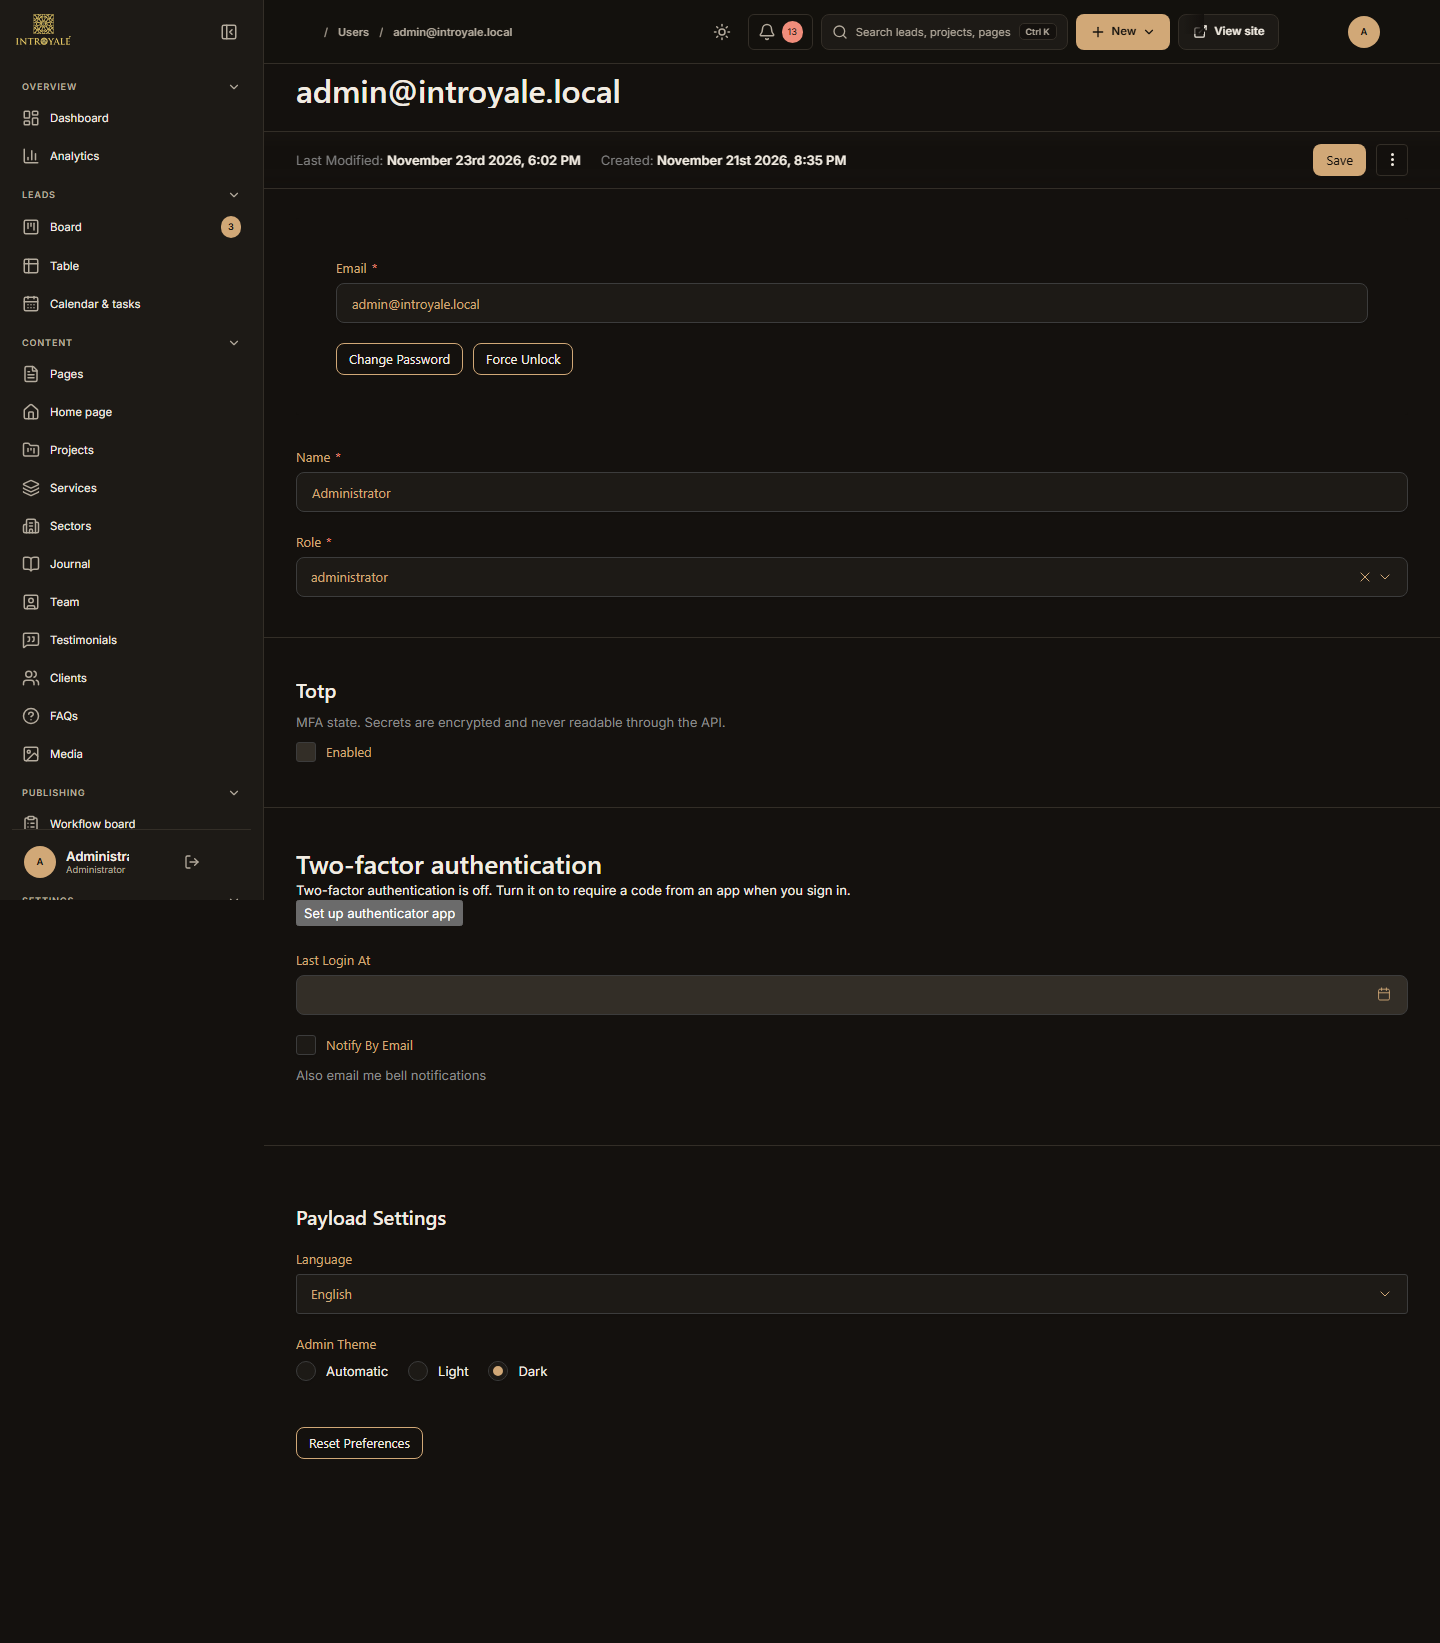 INTROYALE
OVERVIEW
Dashboard
Analytics
LEADS
Board 3
Table
Calendar & tasks
CONTENT
Pages
Home page
Projects
Services
Sectors
Journal
Team
Testimonials
Clients
FAQs
Media
PUBLISHING
Workflow board
A Administra
Administrator
SETTINGS
/ Users / admin@introyale.local
13
Search leads, projects, pages Ctrl K
New
View site
A
admin@introyale.local
Last Modified: November 23rd 2026, 6:02 PM Created: November 21st 2026, 8:35 PM
Save
Email *
admin@introyale.local
Change Password Force Unlock
Name *
Administrator
Role *
administrator
Totp
MFA state. Secrets are encrypted and never readable through the API.
Enabled
Two-factor authentication
Two-factor authentication is off. Turn it on to require a code from an app when you sign in.
Set up authenticator app
Last Login At
Notify By Email
Also email me bell notifications
Payload Settings
Language
English
Admin Theme
Automatic Light Dark
Reset Preferences